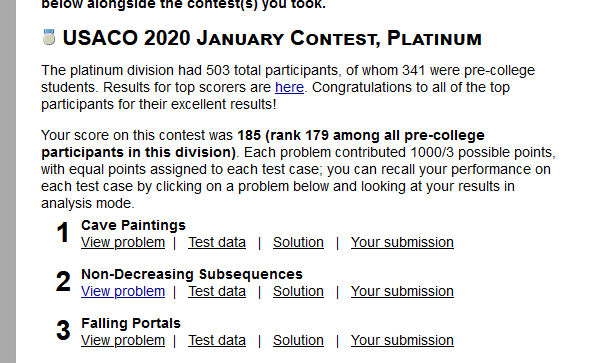 below alongside the contest(s) you took.
USACO 2020 January Contest, Platinum
The platinum division had 503 total participants, of whom 341 were pre-college
students. Results for top scorers are here. Congratulations to all of the top
participants for their excellent results!
Your score on this contest was 185 (rank 179 among all pre-college
participants in this division). Each problem contributed 1000/3 possible points,
with equal points assigned to each test case; you can recall your performance on
each test case by clicking on a problem below and looking at your results in
analysis mode.
1 Cave Paintings
View problem | Test data | Solution | Your submission
2 Non-Decreasing Subsequences
View problem | Test data | Solution | Your submission
3 Falling Portals
View problem | Test data | Solution | Your submission